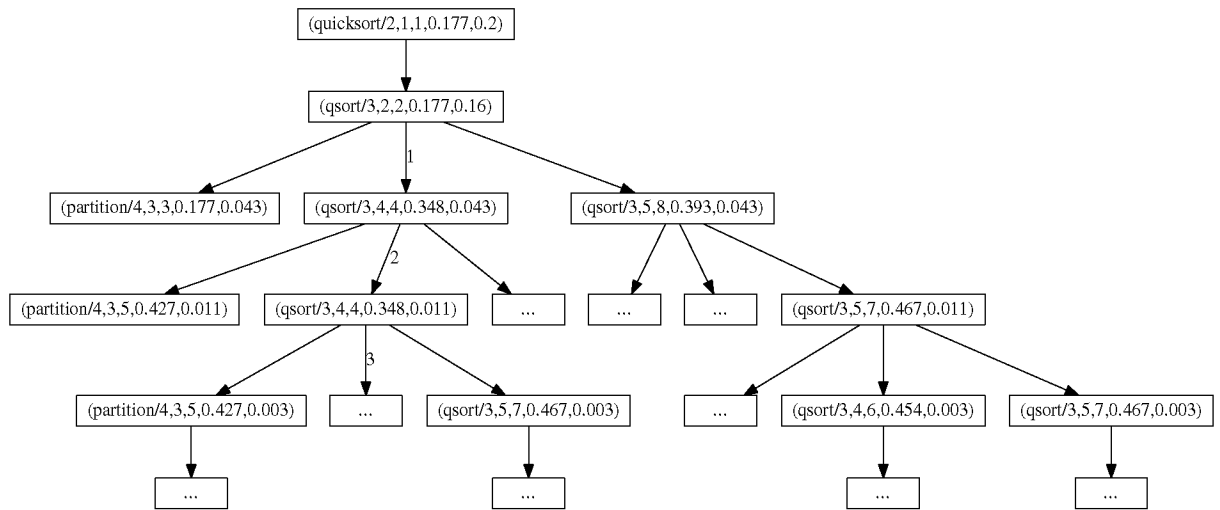 (quicksort/2,1,1,0.177,0.2)
(qsort/3,2,2,0.177,0.16)
1
(partition/4,3,3,0.177,0.043)
(qsort/3,4,4,0.348,0.043)
(qsort/3,5,8,0.393,0.043)
2
(partition/4,3,5,0.427,0.011)
(qsort/3,4,4,0.348,0.011)
...
...
...
(qsort/3,5,7,0.467,0.011)
3
(partition/4,3,5,0.427,0.003)
...
(qsort/3,5,7,0.467,0.003)
...
(qsort/3,4,6,0.454,0.003)
(qsort/3,5,7,0.467,0.003)
...
...
...
...